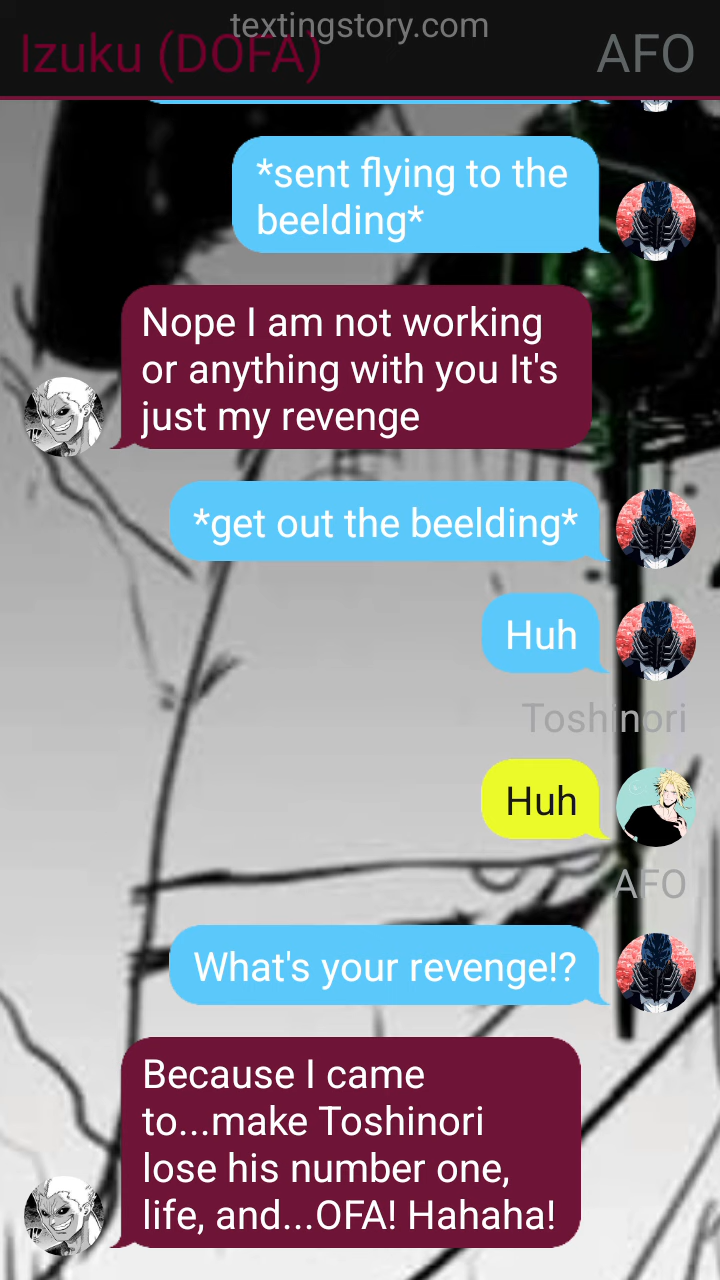 textingstory.com
Izuku (DOFA)
AFO
*sent flying to the
beelding*
Nope I am not working
or anything with you It's
just my revenge
*get out the beelding*
Huh
Toshinori
Huh
AFO
What's your revenge!?
Because I came
to...make Toshinori
lose his number one,
life, and...OFA! Hahaha!